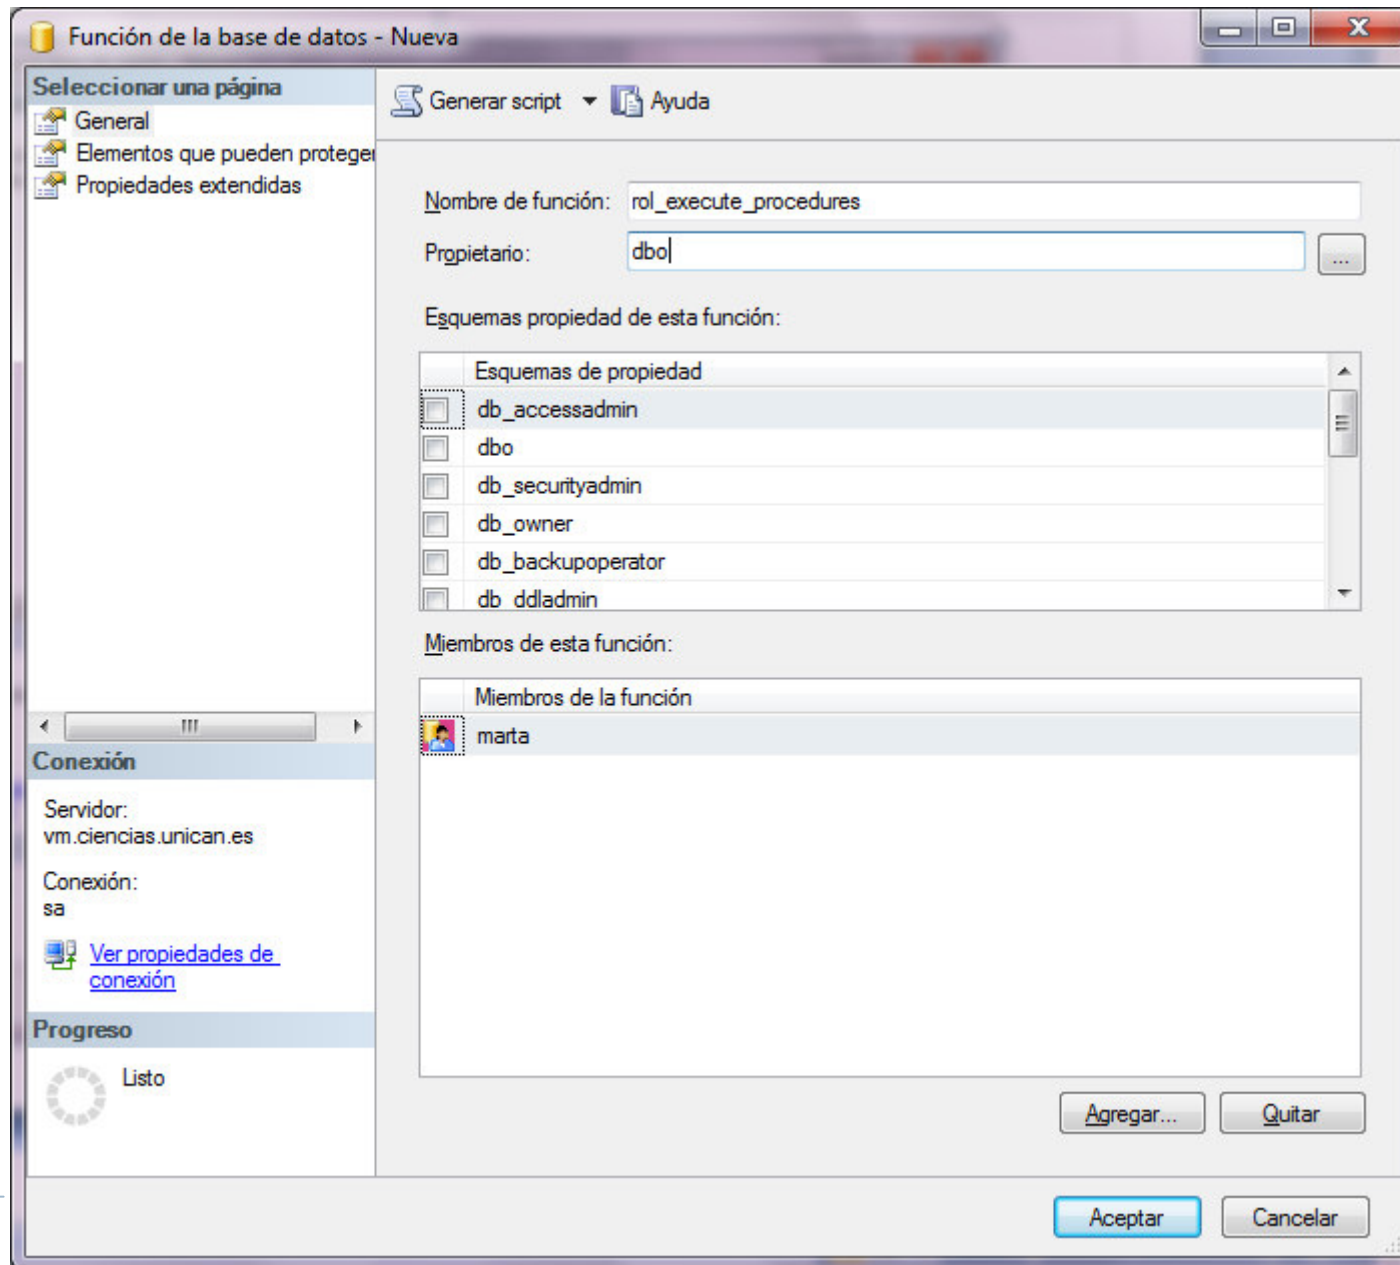 Función de la base de datos - Nueva
Seleccionar una página
General
Elementos que pueden proteger
Propiedades extendidas
Generar script
Ayuda
Nombre de función:
rol_execute_procedures
Propietario:
dbo
...
Esquemas propiedad de esta función:
Esquemas de propiedad
db_accessadmin
dbo
db_securityadmin
db_owner
db_backupoperator
db_ddladmin
Miembros de esta función:
Miembros de la función
marta
Conexión
Servidor:
vm.ciencias.unican.es
Conexión:
sa
Ver propiedades de
conexión
Progreso
Listo
Agregar...
Quitar
Aceptar
Cancelar